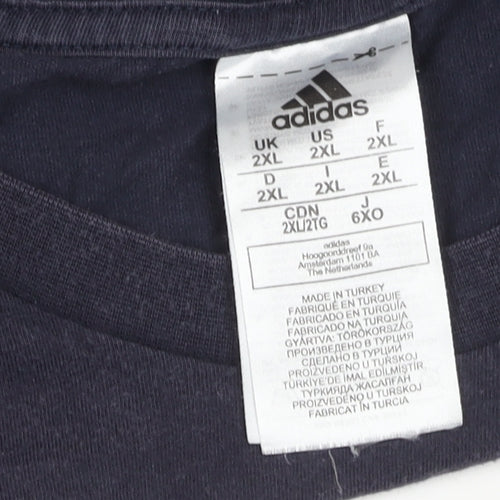 adidas
UK US F
2XL 2XL 2XL
D I E
2XL 2XL 2XL
CDN J
2XL/2TG 6XO
adidas
Hoogoorddreef 9a
Amsterdam 1101 BA
The Netherlands
MADE IN TURKEY
FABRIQUÉ EN TURQUIE
FABRICADO EN TURQUÍA
FABRICADO NA TURQUIA
GYÁRTVA: TÖRÖKORSZÁG
ПРОИЗВЕДЕНО В ТУРЦИЯ
СДЕЛАНО В ТУРЦИИ
PROIZVEDENO U TURSKOJ
TÜRKİYE'DE İMAL EDİLMİŞTİR
ТУРКИЯДА ЖАСАЛҒАН
PROIZVEDENO U TURSKOJ
FABRICAT ÎN TURCIA